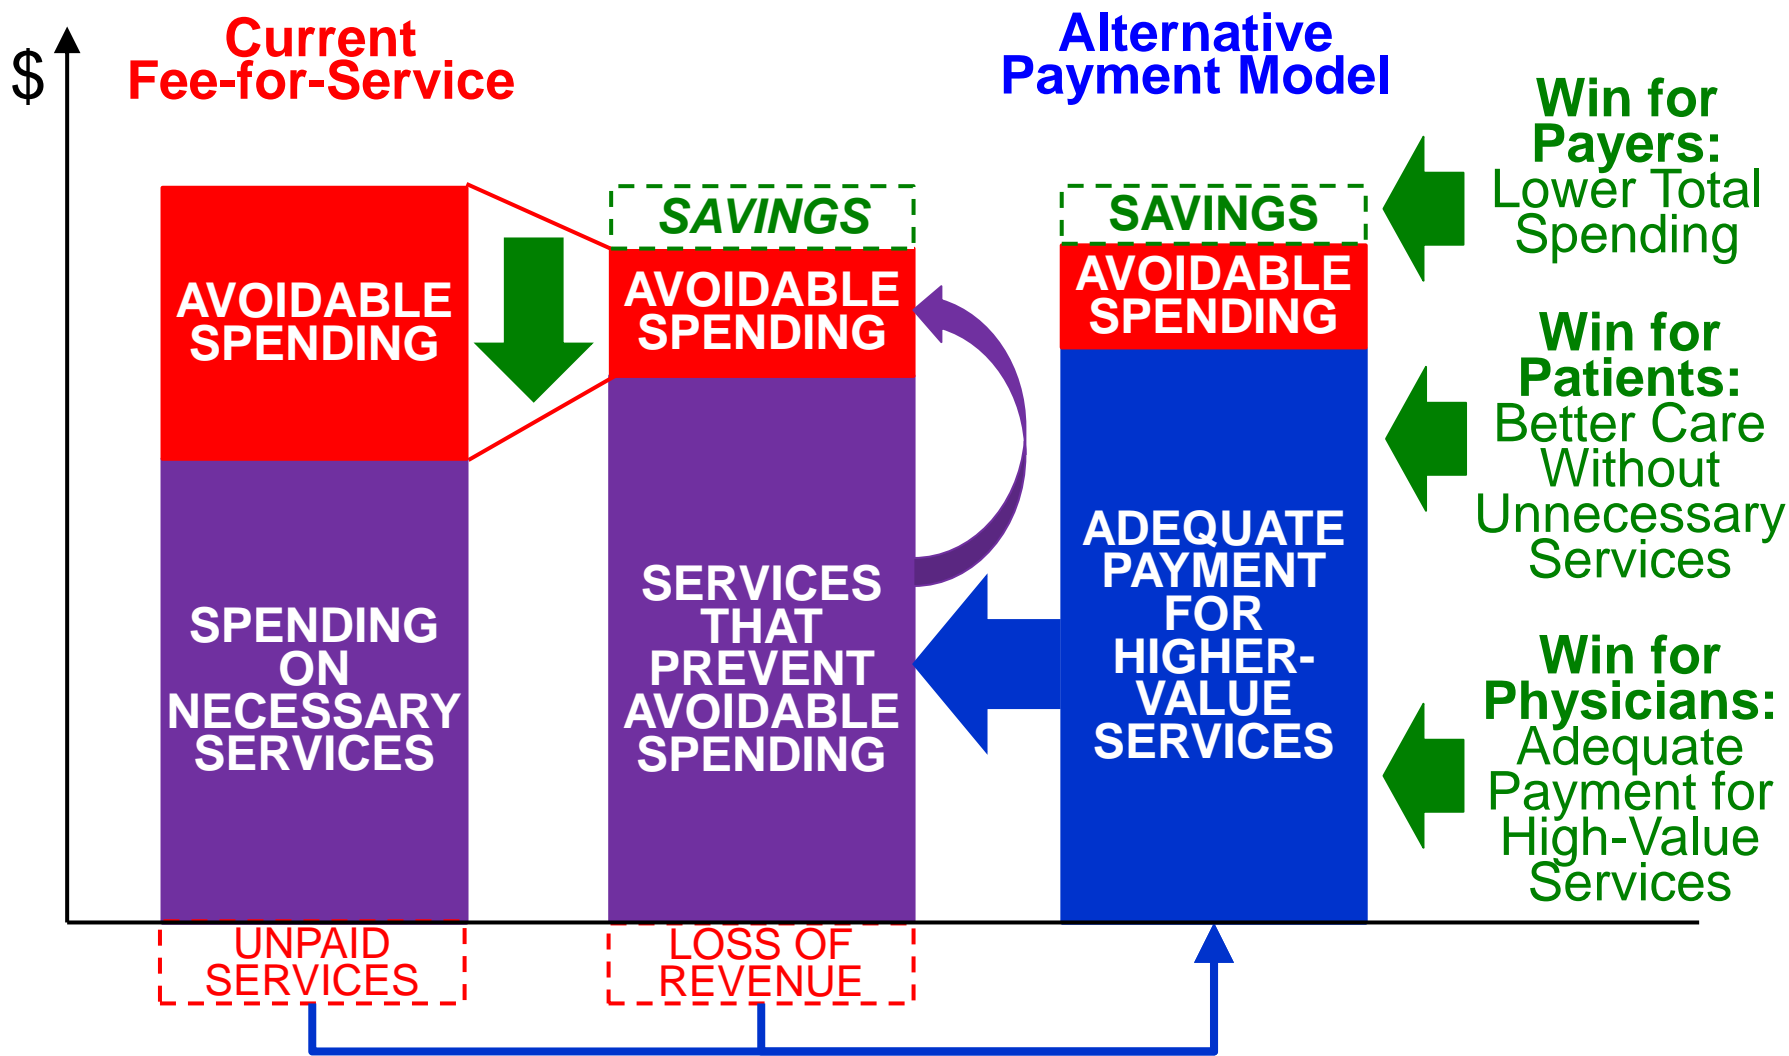 $
Current
Fee-for-Service
Alternative
Payment Model
AVOIDABLE
SPENDING
SPENDING
ON
NECESSARY
SERVICES
UNPAID
SERVICES
SAVINGS
AVOIDABLE
SPENDING
SERVICES
THAT
PREVENT
AVOIDABLE
SPENDING
LOSS OF
REVENUE
SAVINGS
AVOIDABLE
SPENDING
ADEQUATE
PAYMENT
FOR
HIGHER-
VALUE
SERVICES
Win for
Payers:
Lower Total
Spending
Win for
Patients:
Better Care
Without
Unnecessary
Services
Win for
Physicians:
Adequate
Payment for
High-Value
Services